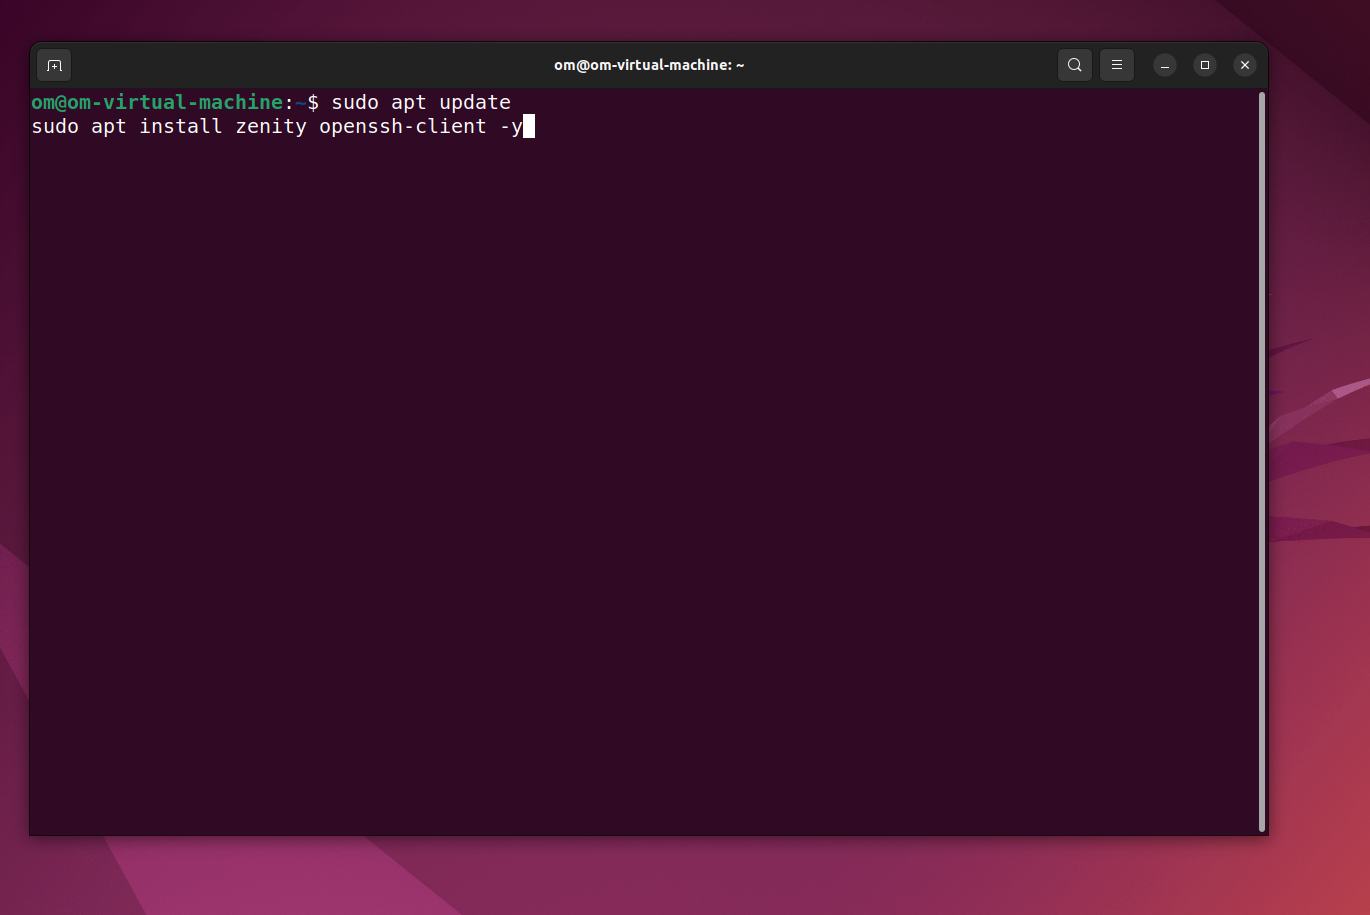 om@om-virtual-machine: ~
om@om-virtual-machine:~$ sudo apt update
sudo apt install zenity openssh-client -y